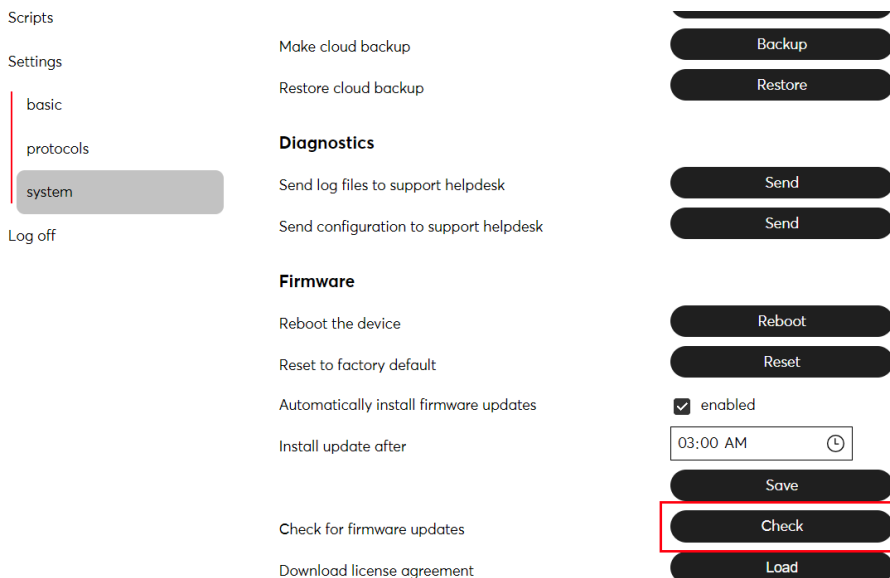 Scripts
Settings
basic
protocols
system
Log off
Make cloud backup Backup
Restore cloud backup Restore
Diagnostics
Send log files to support helpdesk Send
Send configuration to support helpdesk Send
Firmware
Reboot the device Reboot
Reset to factory default Reset
Automatically install firmware updates enabled
Install update after 03:00 AM
Save
Check for firmware updates Check
Download license agreement Load